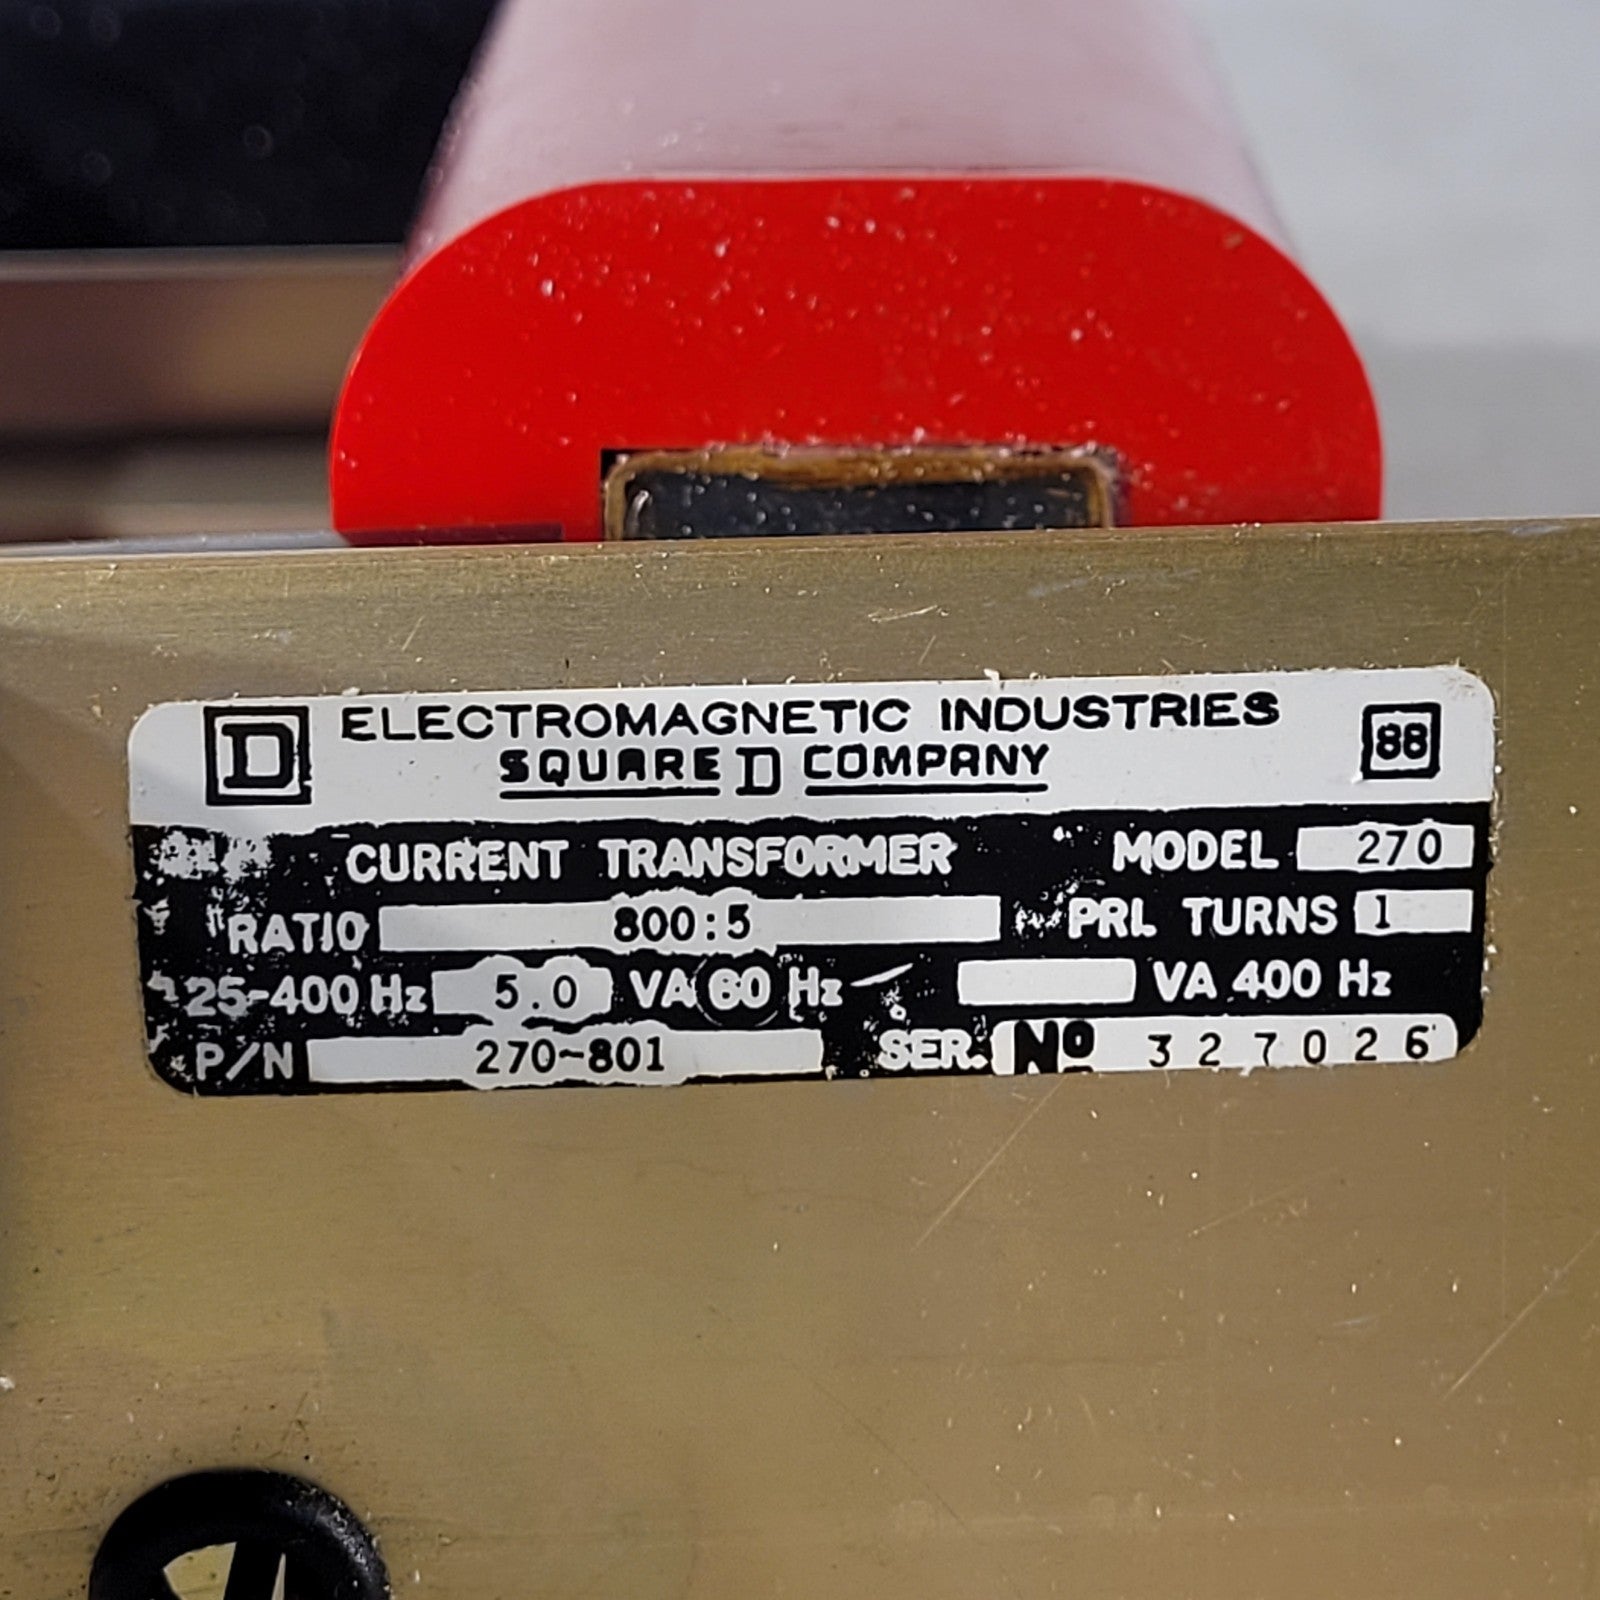 D ELECTROMAGNETIC INDUSTRIES 88
SQUARE D COMPANY
CURRENT TRANSFORMER MODEL 270
RATIO 800:5 PRI. TURNS 1
25-400 Hz 5.0 VA 60 Hz VA 400 Hz
P/N 270-801 SER. No 327026